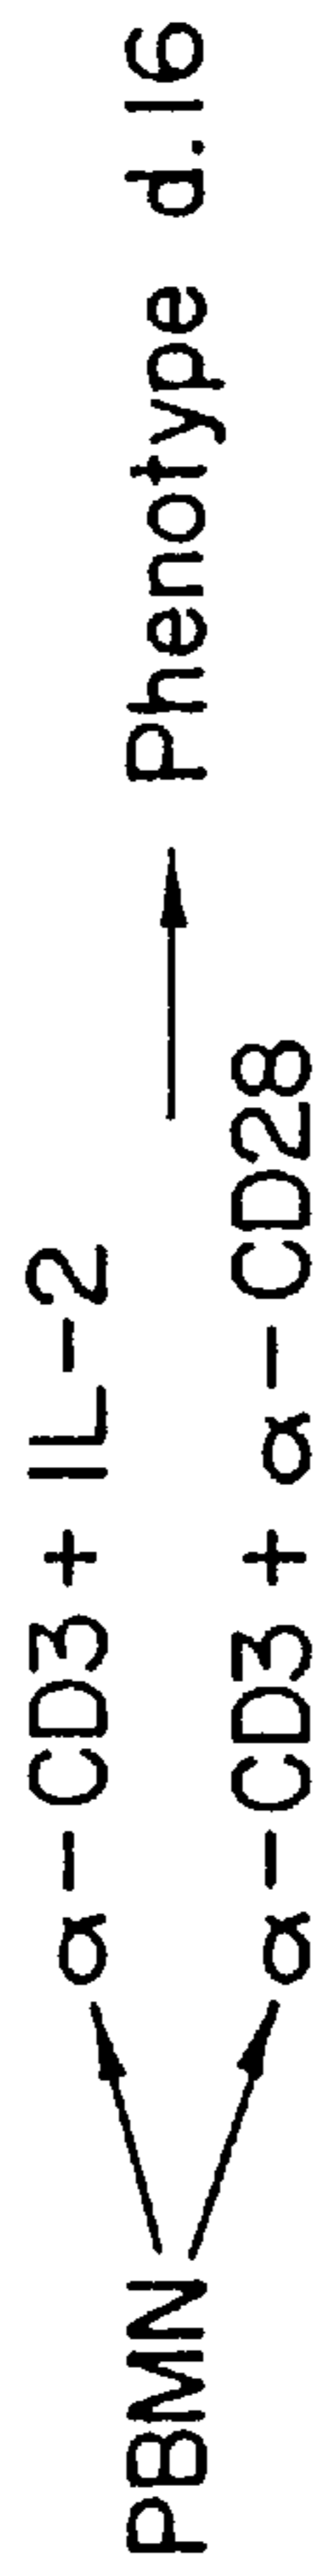 α-CD3 + IL-2
PBMN
Phenotype d.16
α-CD3 + α-CD28